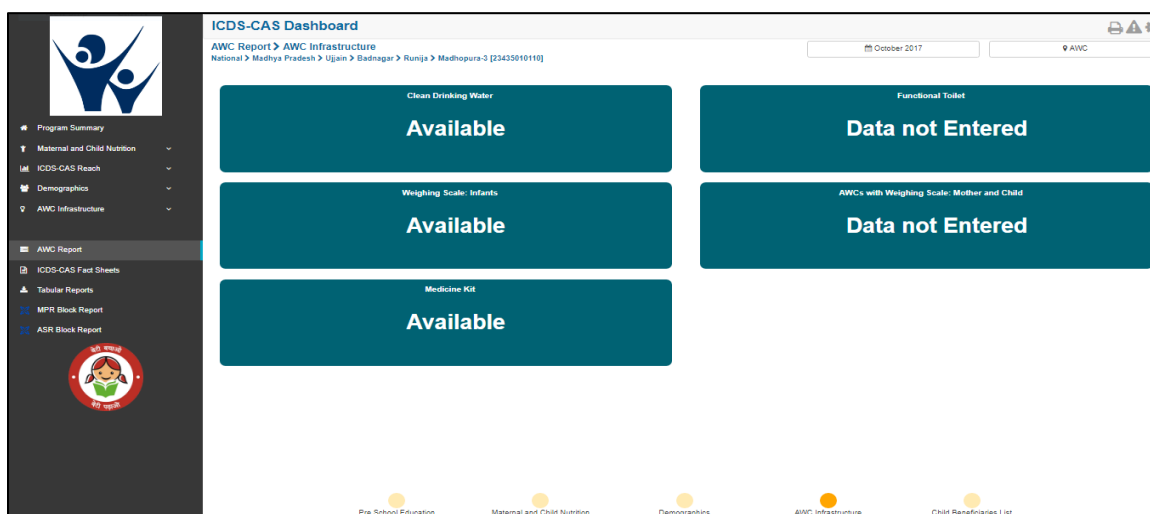 ICDS-CAS Dashboard
AWC Report > AWC Infrastructure
National > Madhya Pradesh > Ujjain > Badnagar > Runija > Madhopura-3 [23435010110]
October 2017
AWC
Program Summary
Maternal and Child Nutrition
ICDS-CAS Reach
Demographics
AWC Infrastructure
AWC Report
ICDS-CAS Fact Sheets
Tabular Reports
MPR Block Report
ASR Block Report
बेटी बचाओ
बेटी पढ़ाओ
Clean Drinking Water
Available
Functional Toilet
Data not Entered
Weighing Scale: Infants
Available
AWCs with Weighing Scale: Mother and Child
Data not Entered
Medicine Kit
Available
Pre School Education
Maternal and Child Nutrition
Demographics
AWC Infrastructure
Child Beneficiaries List